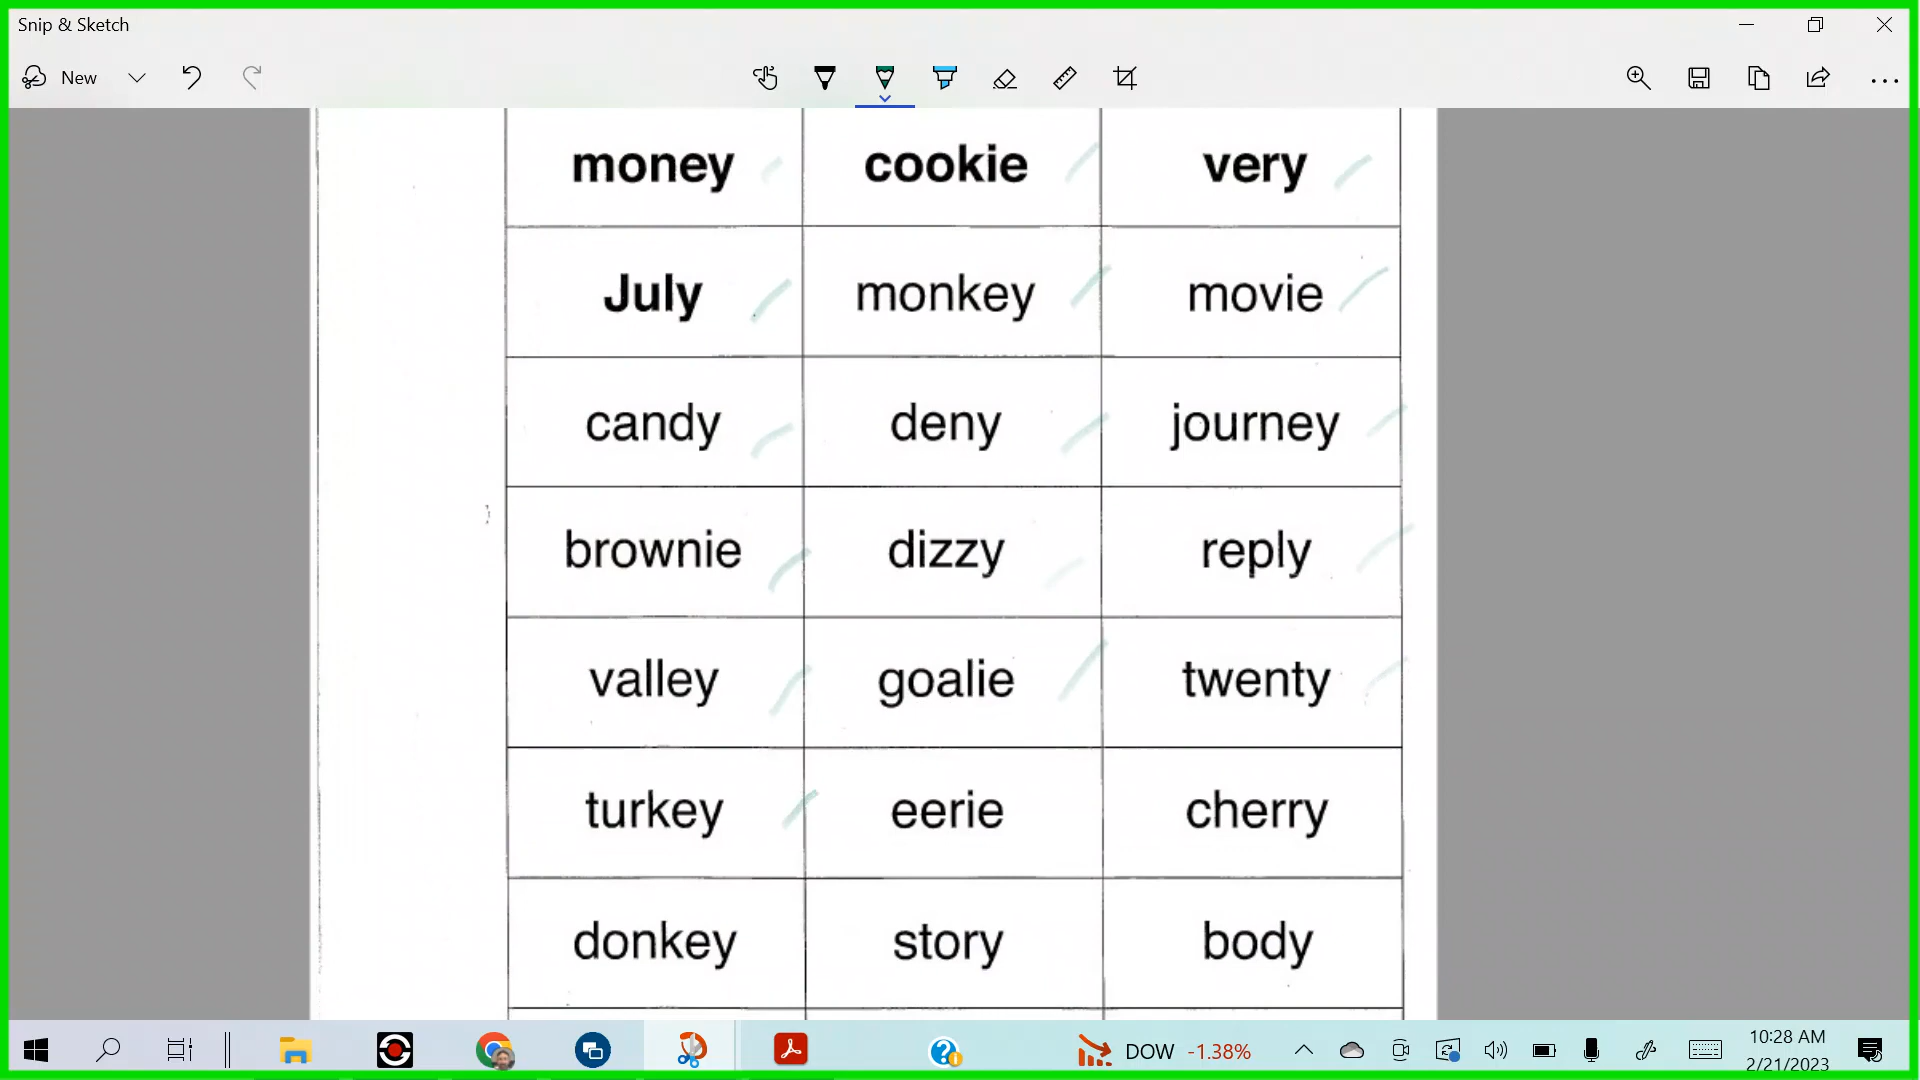 Snip & Sketch
New
money cookie very
July monkey movie
candy deny journey
brownie dizzy reply
valley goalie twenty
turkey eerie cherry
donkey story body
DOW -1.38%
10:28 AM
2/21/2023